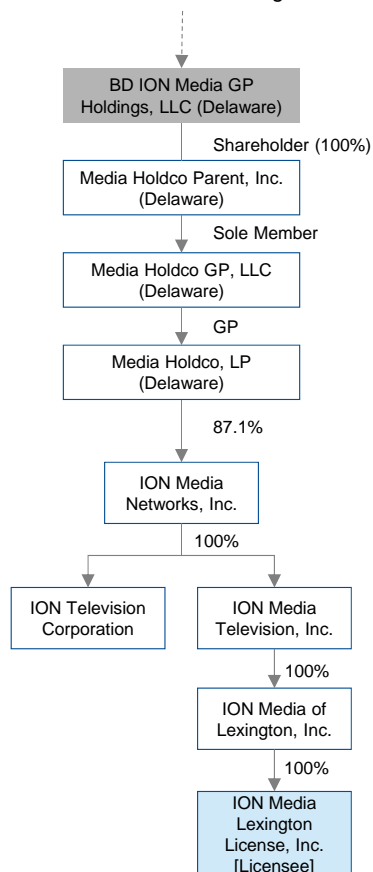 BD ION Media GP
Holdings, LLC (Delaware)
Shareholder (100%)
Media Holdco Parent, Inc.
(Delaware)
Sole Member
Media Holdco GP, LLC
(Delaware)
GP
Media Holdco, LP
(Delaware)
87.1%
ION Media
Networks, Inc.
100%
ION Television
Corporation
ION Media
Television, Inc.
100%
ION Media of
Lexington, Inc.
100%
ION Media
Lexington
License, Inc.
[Licensee]